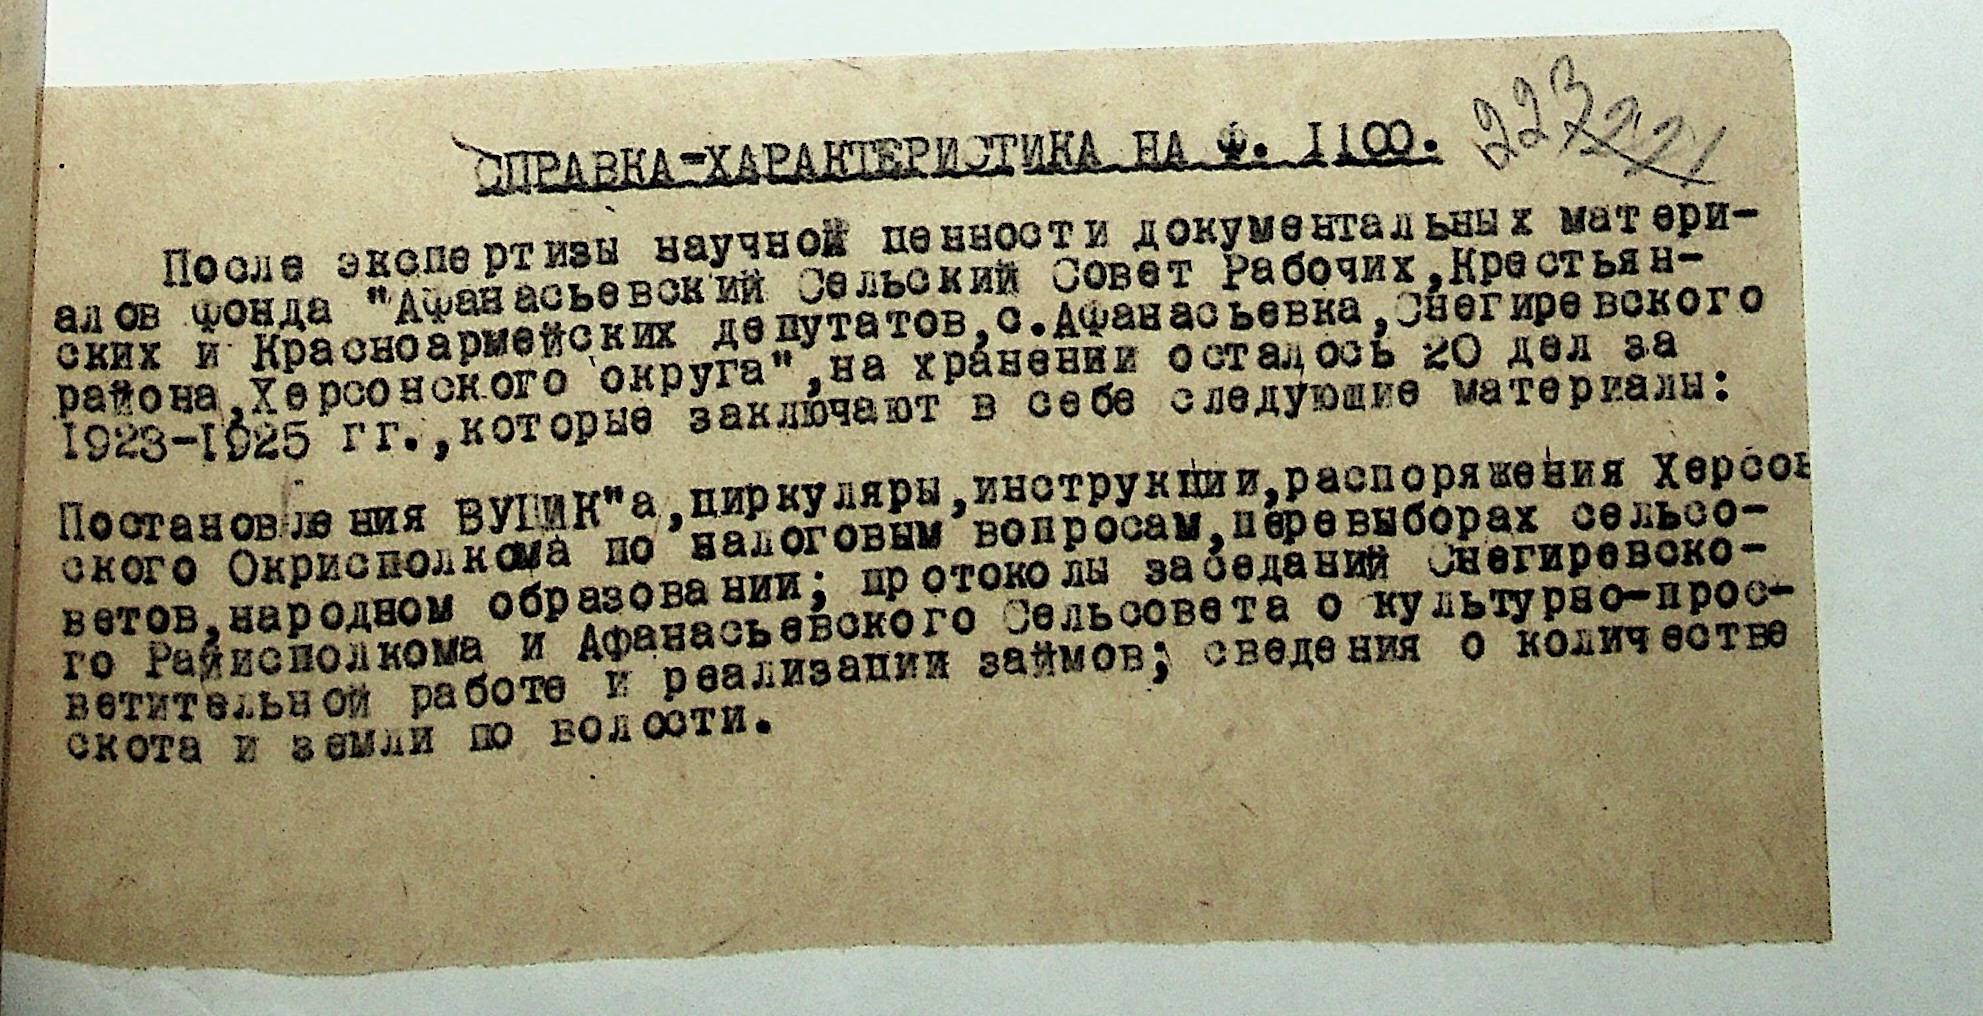 СПРАВКА-ХАРАКТЕРИСТИКА НА Ф. 1100.
223 221
После экспертизы научной ценности документальных матери-
алов фонда "Афанасьевский Сельский Совет Рабочих,Крестьян-
ских и Красноармейских депутатов,с.Афанасьевка,Снегиревского
района,Херсонского округа",на хранении осталось 20 дел за
1923-1925 гг.,которые заключают в себе следующие материалы:
Постановления ВУЦИК"а,циркуляры,инструкции,распоряжения Херсон
ского Окрисполкома по налоговым вопросам,перевыборах сельсо-
ветов,народном образовании; протоколы заседаний Снегиревско-
го Райисполкома и Афанасьевского Сельсовета о культурно-прос-
ветительной работе и реализации займов; сведения о количестве
скота и земли по волости.